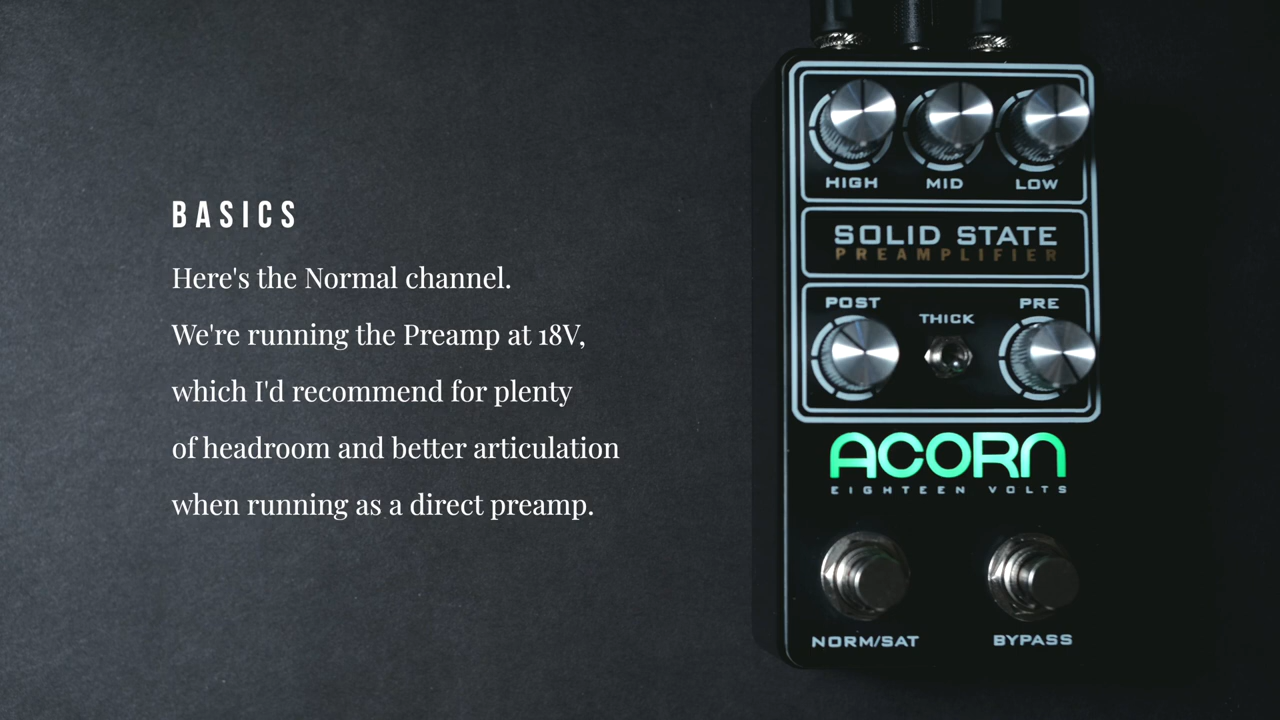 BASICS
Here's the Normal channel.
We're running the Preamp at 18V,
which I'd recommend for plenty
of headroom and better articulation
when running as a direct preamp.
HIGH MID LOW
SOLID STATE
PREAMPLIFIER
POST THICK PRE
ACORN
EIGHTEEN VOLTS
NORM/SAT BYPASS